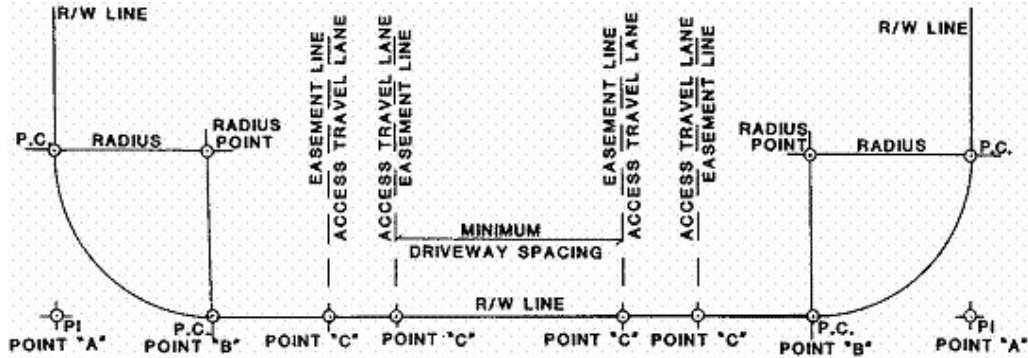 R/W LINE
R/W LINE
EASEMENT LINE
ACCESS TRAVEL LANE
ACCESS TRAVEL LANE
EASEMENT LINE
EASEMENT LINE
ACCESS TRAVEL LANE
ACCESS TRAVEL LANE
EASEMENT LINE
P.C.
RADIUS
RADIUS
POINT
RADIUS
POINT
RADIUS
P.C.
MINIMUM
DRIVEWAY SPACING
R/W LINE
PI
POINT "A"
P.C.
POINT "B"
POINT "C"
POINT "C"
POINT "C"
POINT "C"
P.C.
POINT "B"
PI
POINT "A"